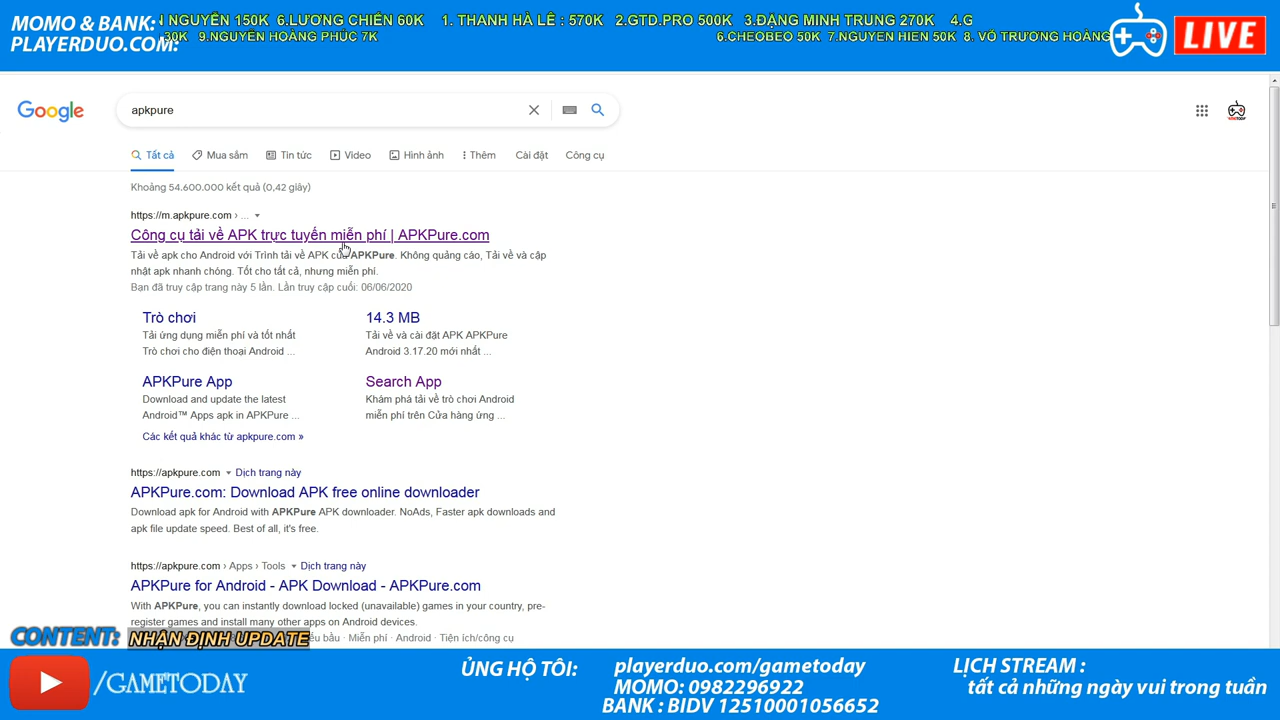 MOMO & BANK:
N NGUYỄN 150K 6.LƯƠNG CHIẾN 60K 1. THANH HÀ LÊ : 570K 2.GTD.PRO 500K 3.ĐẶNG MINH TRUNG 270K 4.G
PLAYERDUO.COM:
30K 9.NGUYỄN HOÀNG PHÚC 7K 6.CHEOBEO 50K 7.NGUYEN HIEN 50K 8. VÕ TRƯƠNG HOÀNG
LIVE
Google
apkpure
Tất cả Mua sắm Tin tức Video Hình ảnh Thêm Cài đặt Công cụ
Khoảng 54.600.000 kết quả (0,42 giây)
https://m.apkpure.com › ...
Công cụ tải về APK trực tuyến miễn phí | APKPure.com
Tải về apk cho Android với Trình tải về APK của APKPure. Không quảng cáo, Tải về và cập
nhật apk nhanh chóng. Tốt cho tất cả, nhưng miễn phí.
Bạn đã truy cập trang này 5 lần. Lần truy cập cuối: 06/06/2020
Trò chơi
Tải ứng dụng miễn phí và tốt nhất
Trò chơi cho điện thoại Android ...
14.3 MB
Tải về và cài đặt APK APKPure
Android 3.17.20 mới nhất ...
APKPure App
Download and update the latest
Android™ Apps apk in APKPure ...
Search App
Khám phá tải về trò chơi Android
miễn phí trên Cửa hàng ứng ...
Các kết quả khác từ apkpure.com »
https://apkpure.com Dịch trang này
APKPure.com: Download APK free online downloader
Download apk for Android with APKPure APK downloader. NoAds, Faster apk downloads and
apk file update speed. Best of all, it's free.
https://apkpure.com › Apps › Tools Dịch trang này
APKPure for Android - APK Download - APKPure.com
With APKPure, you can instantly download locked (unavailable) games in your country, pre-
register games and install many other apps on Android devices.
bầu · Miễn phí · Android · Tiện ích/công cụ
CONTENT: NHẬN ĐỊNH UPDATE
/GAMETODAY
ỦNG HỘ TÔI: playerduo.com/gametoday
MOMO: 0982296922
BANK : BIDV 12510001056652
LỊCH STREAM :
tất cả những ngày vui trong tuần